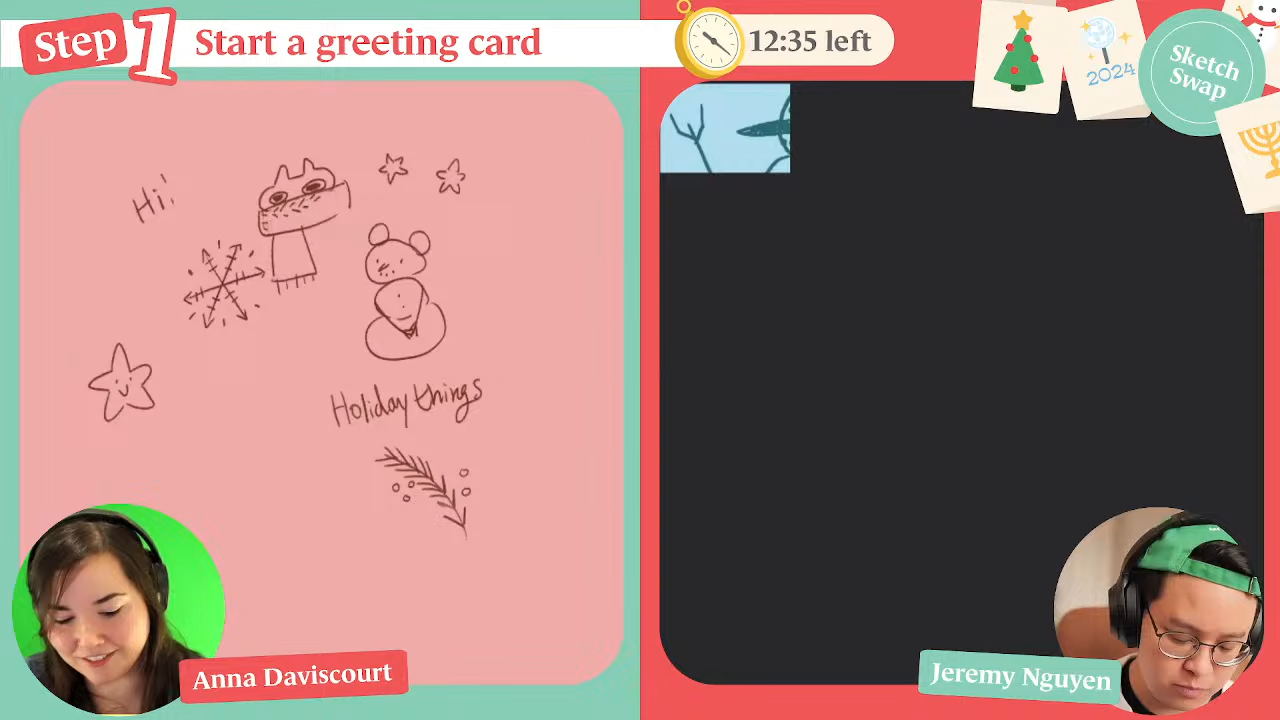 Step 1 Start a greeting card
12:35 left
2024
Sketch
Swap
Hi!
Holiday things
Anna Daviscourt
Jeremy Nguyen